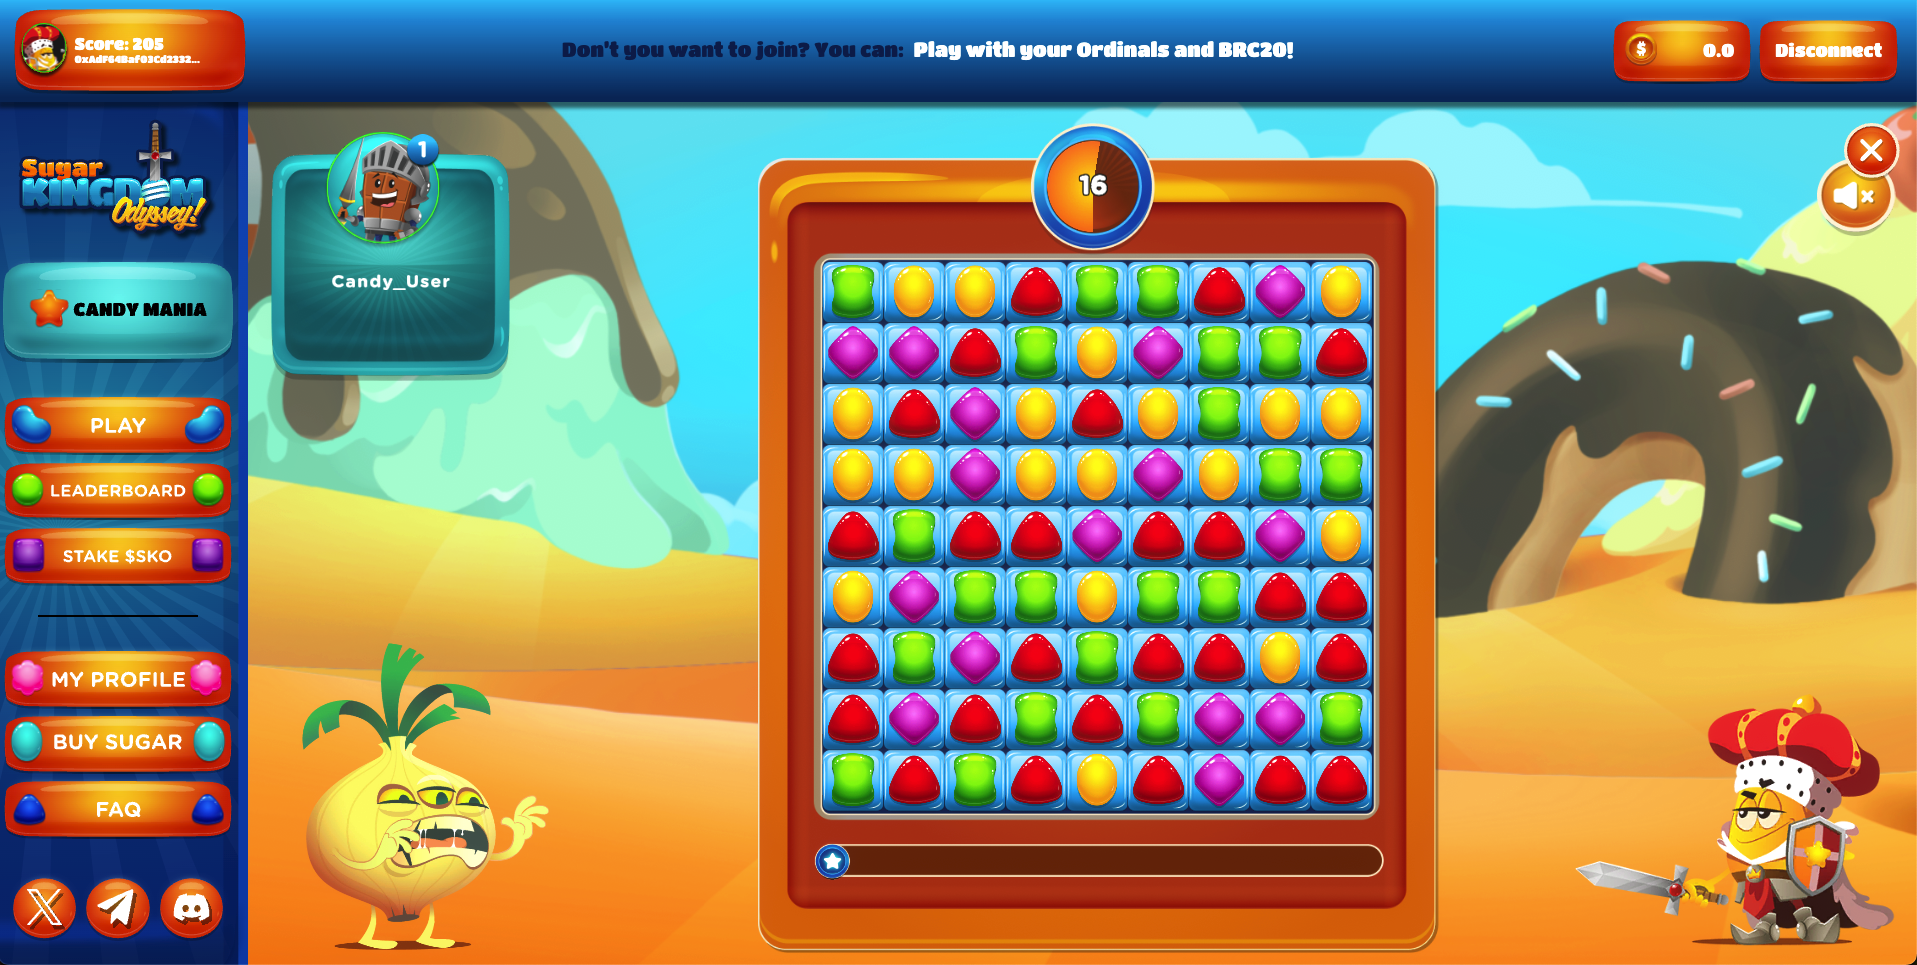 Score: 205
0xAdF64Baf03Cd2332...
Don't you want to join? You can: Play with your Ordinals and BRC20!
$ 0.0
Disconnect
Sugar
KINGDOM
Odyssey!
CANDY MANIA
PLAY
LEADERBOARD
STAKE $SKO
MY PROFILE
BUY SUGAR
FAQ
1
Candy_User
16